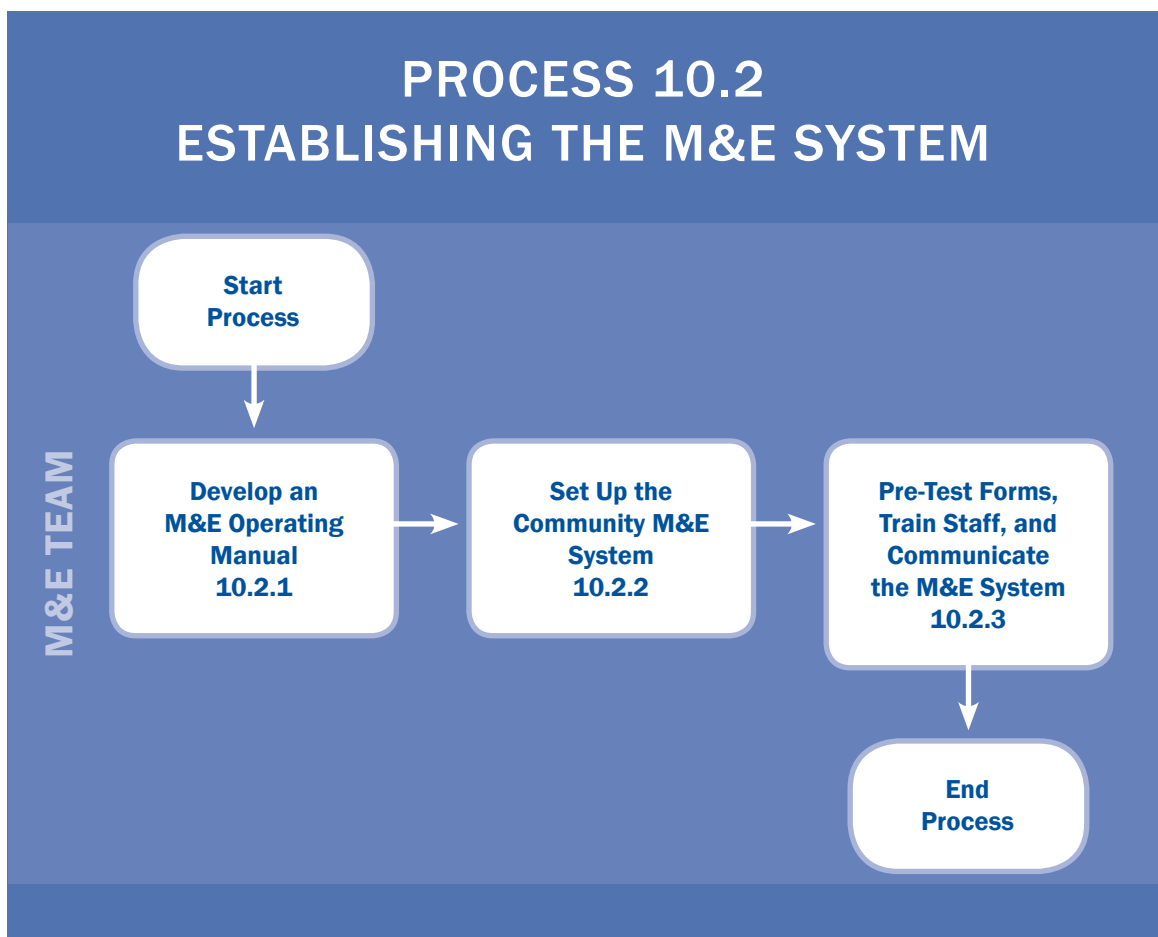 PROCESS 10.2
ESTABLISHING THE M&E SYSTEM
M&E TEAM
Start
Process
Develop an
M&E Operating
Manual
10.2.1
Set Up the
Community M&E
System
10.2.2
Pre-Test Forms,
Train Staff, and
Communicate
the M&E System
10.2.3
End
Process